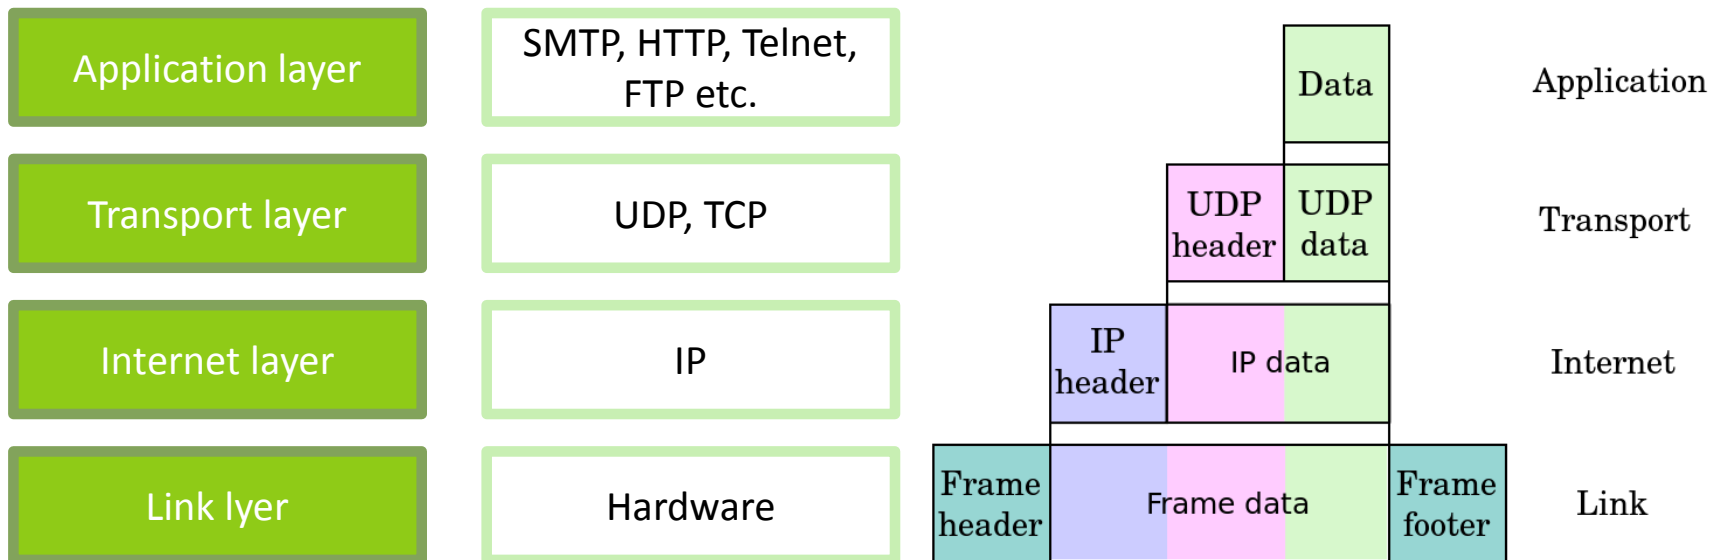 Application layer
SMTP, HTTP, Telnet,
FTP etc.
Data
Application
Transport layer
UDP, TCP
UDP
header
UDP
data
Transport
Internet layer
IP
IP
header
IP data
Internet
Link lyer
Hardware
Frame
header
Frame data
Frame
footer
Link